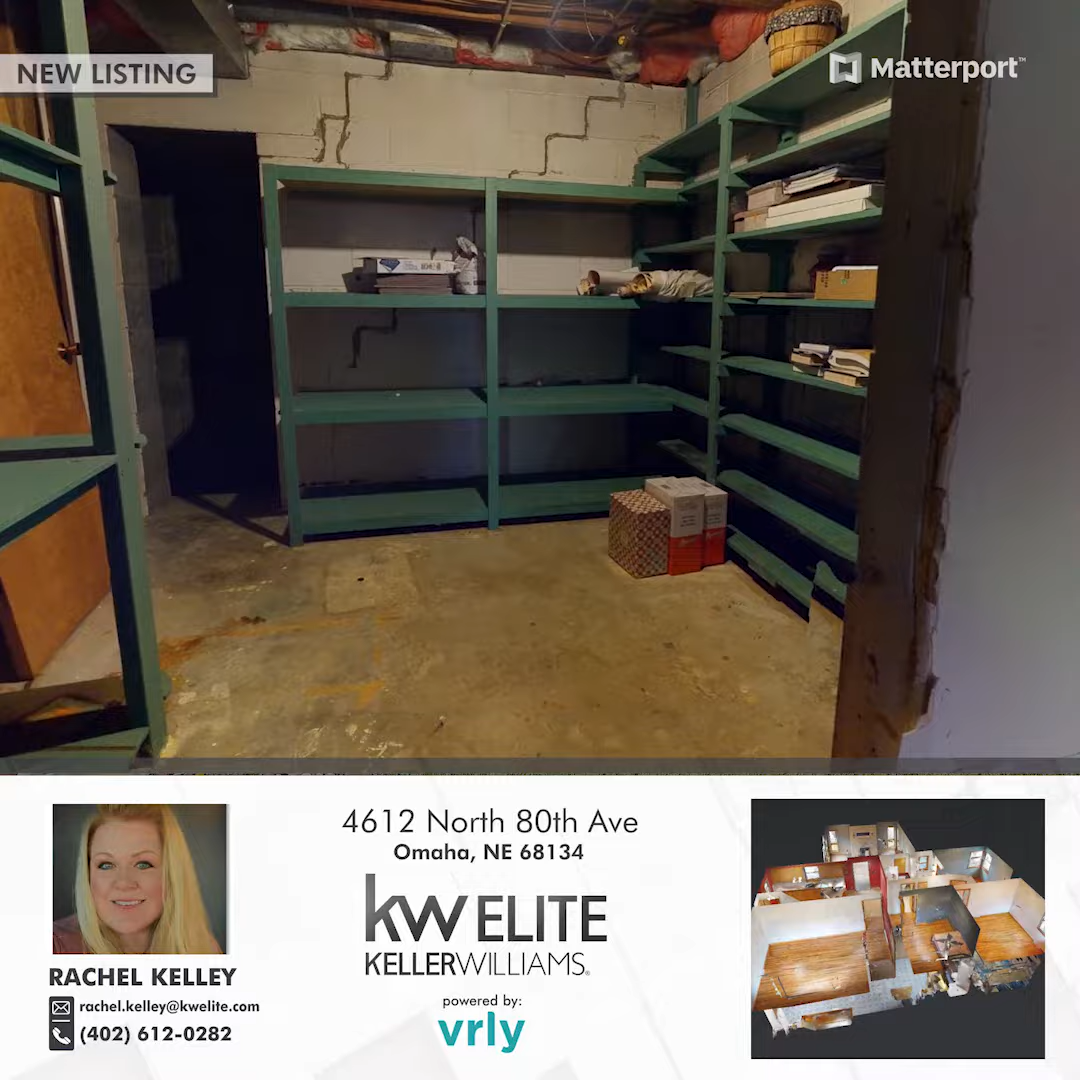 NEW LISTING
Matterport™
4612 North 80th Ave
Omaha, NE 68134
kw ELITE
KELLERWILLIAMS®
powered by:
vrly
RACHEL KELLEY
rachel.kelley@kwelite.com
(402) 612-0282